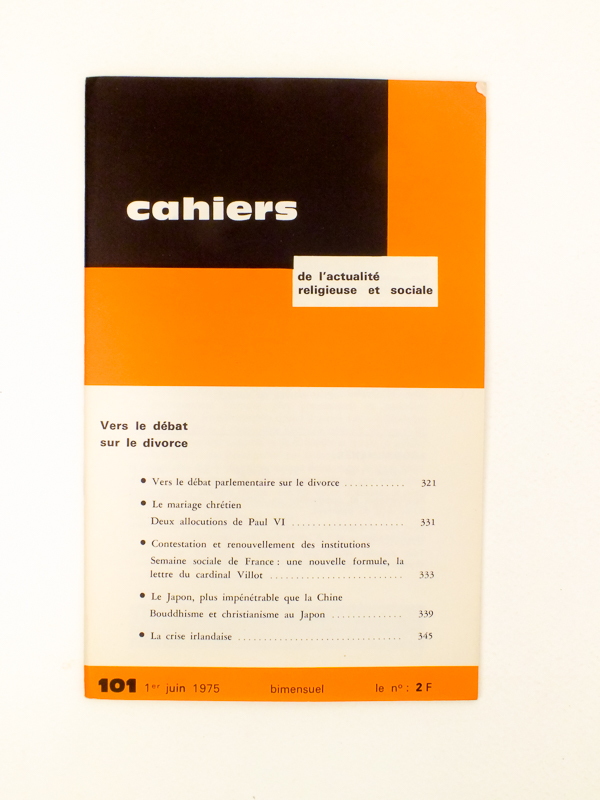 cahiers
de l'actualité
religieuse et sociale
Vers le débat
sur le divorce
● Vers le débat parlementaire sur le divorce ............ 321
● Le mariage chrétien
Deux allocutions de Paul VI ...................... 331
● Contestation et renouvellement des institutions
Semaine sociale de France : une nouvelle formule, la
lettre du cardinal Villot .......................... 333
● Le Japon, plus impénétrable que la Chine
Bouddhisme et christianisme au Japon .............. 339
● La crise irlandaise ................................ 345
101 1er juin 1975 bimensuel le nº : 2 F